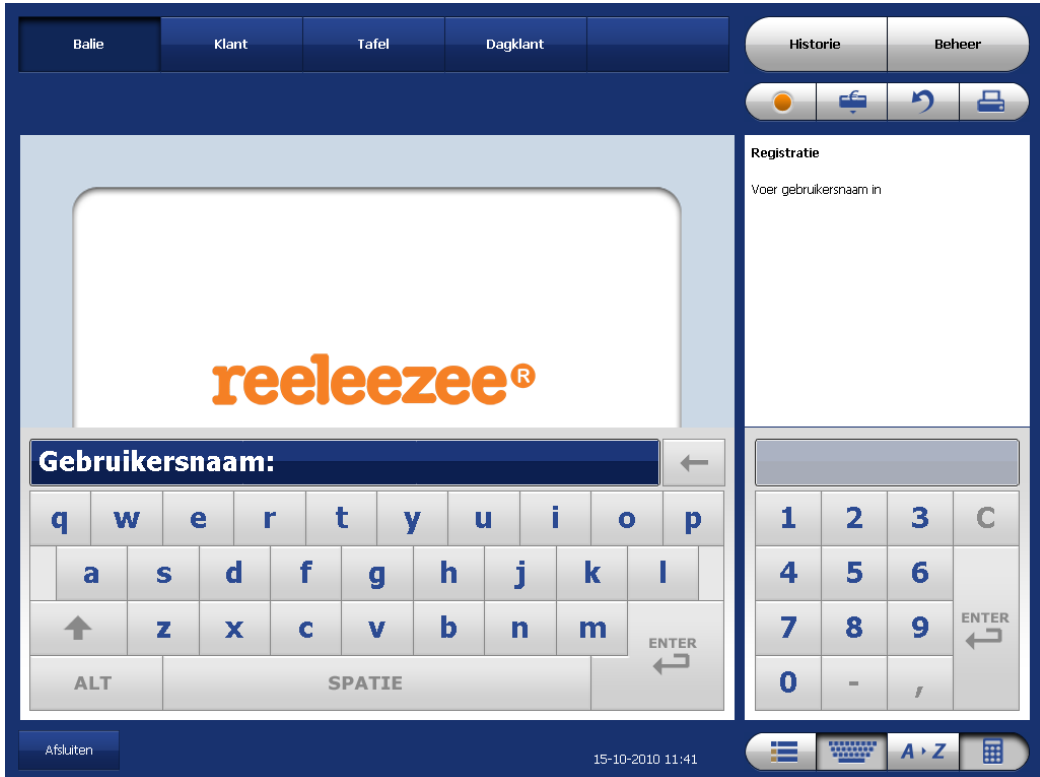 Balie Klant Tafel Dagklant Historie Beheer
Registratie
Voer gebruikersnaam in
reeleezee®
Gebruikersnaam:
q w e r t y u i o p
a s d f g h j k l
z x c v b n m ENTER
ALT SPATIE
1 2 3 C
4 5 6
7 8 9 ENTER
0 - ,
Afsluiten 15-10-2010 11:41 A Z